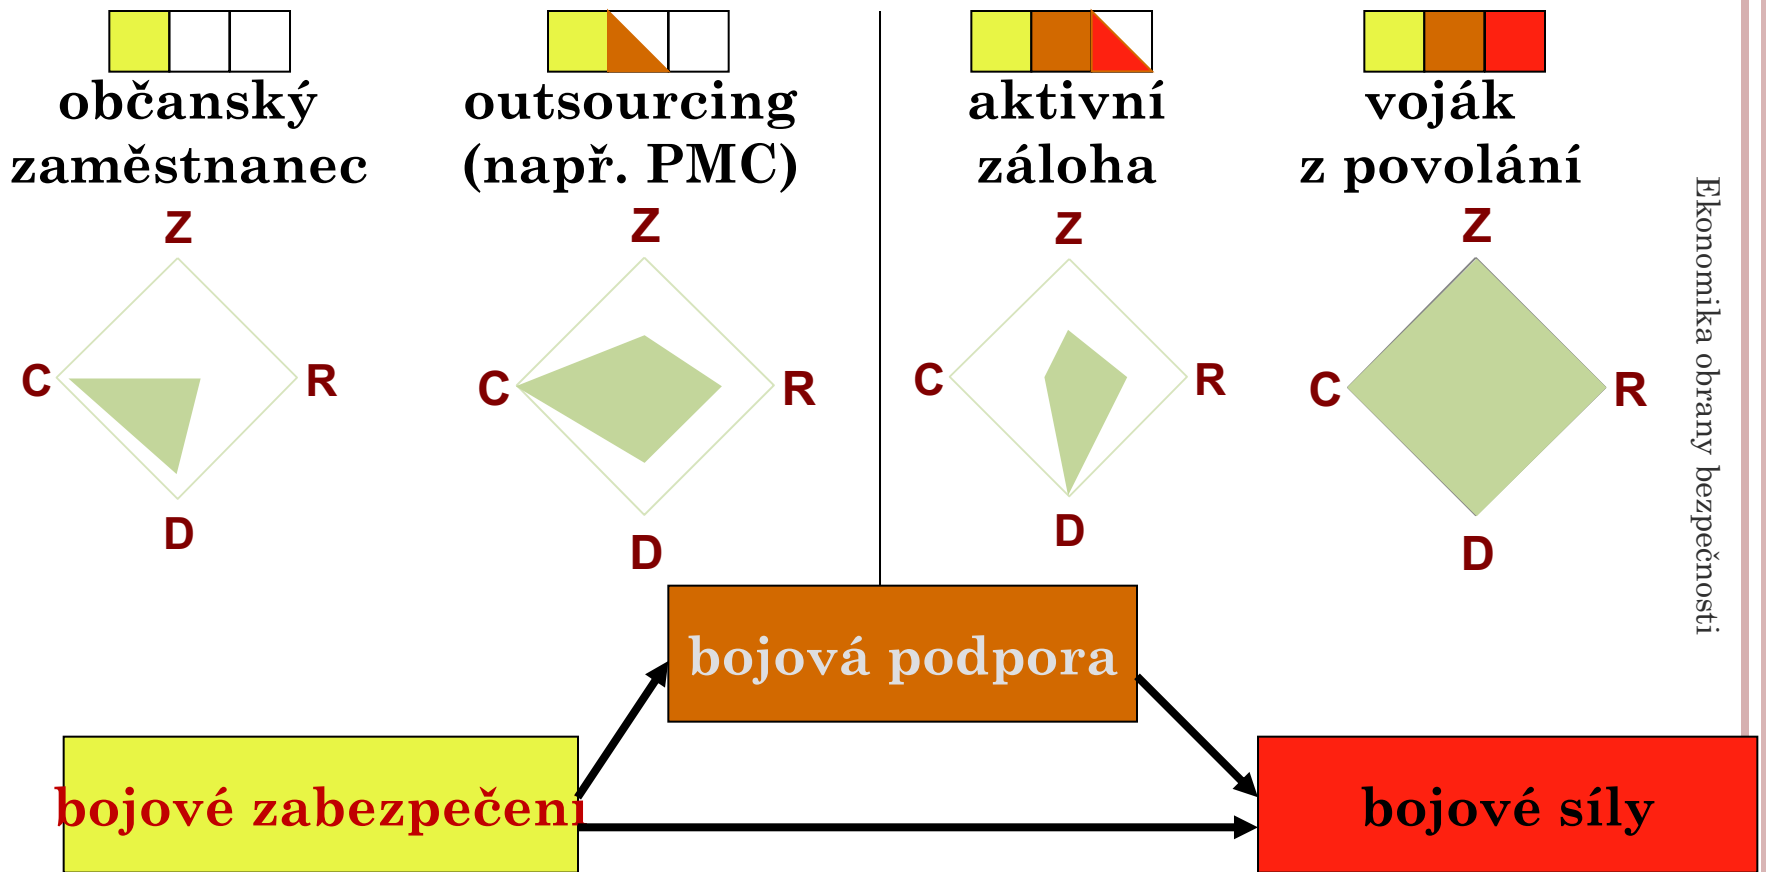 občanský
zaměstnanec
outsourcing
(např. PMC)
aktivní
záloha
voják
z povolání
Z
C
R
D
Z
C
R
D
Z
C
R
D
Z
C
R
D
Ekonomika obrany bezpečnosti
bojová podpora
bojové zabezpečení
bojové síly